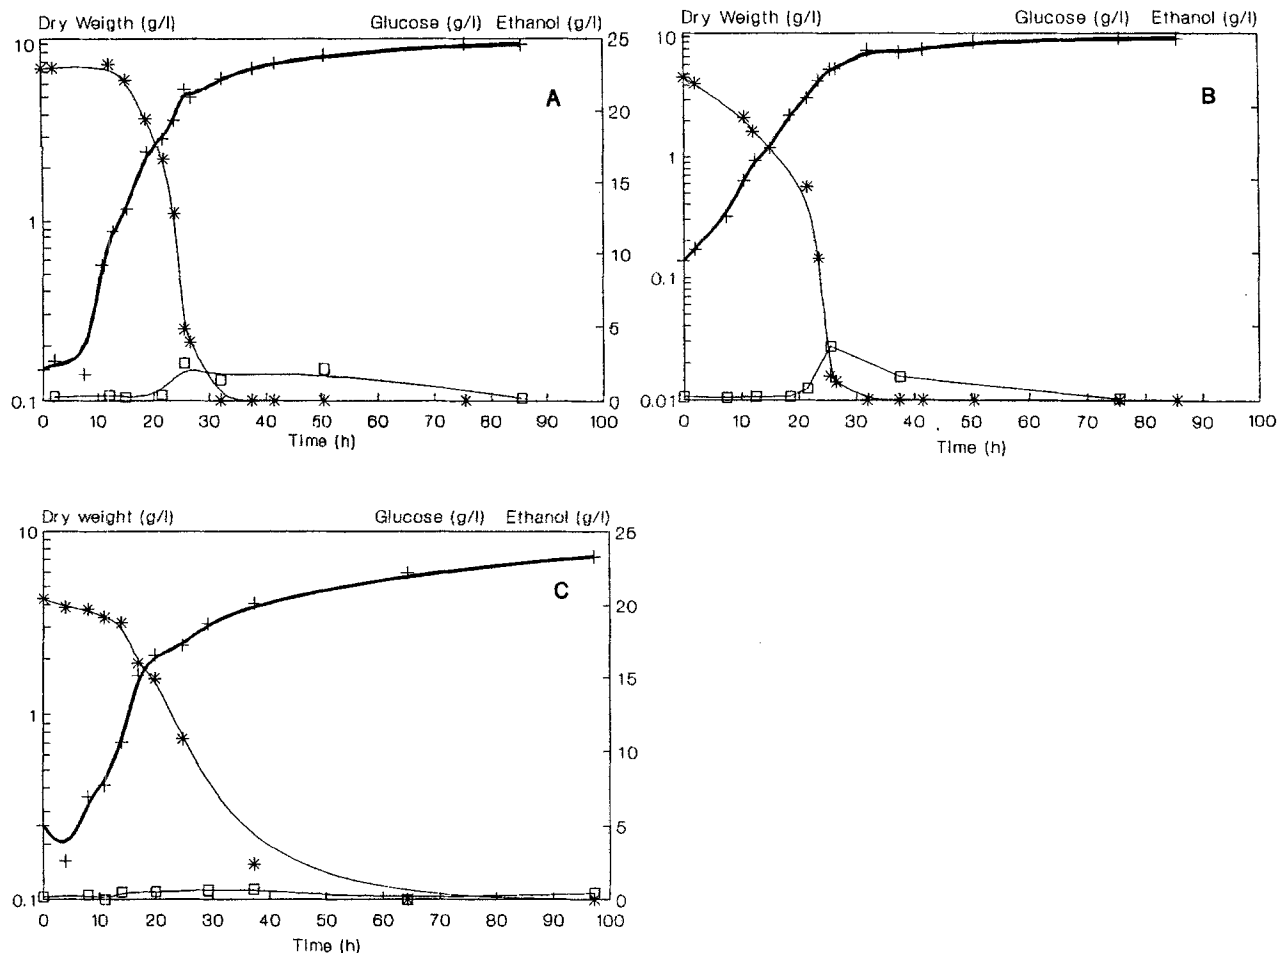 Dry Weigth (g/l) Glucose (g/l) Ethanol (g/l)
10 25
A
20
15
1
10
5
0.1 0
0 10 20 30 40 50 60 70 80 90 100
Time (h)
Dry Weigth (g/l) Glucose (g/l) Ethanol (g/l)
10
B
1
0.1
0.01
0 10 20 30 40 50 60 70 80 90 100
Time (h)
Dry weight (g/l) Glucose (g/l) Ethanol (g/l)
10 25
C
20
15
1
10
5
0.1 0
0 10 20 30 40 50 60 70 80 90 100
Time (h)